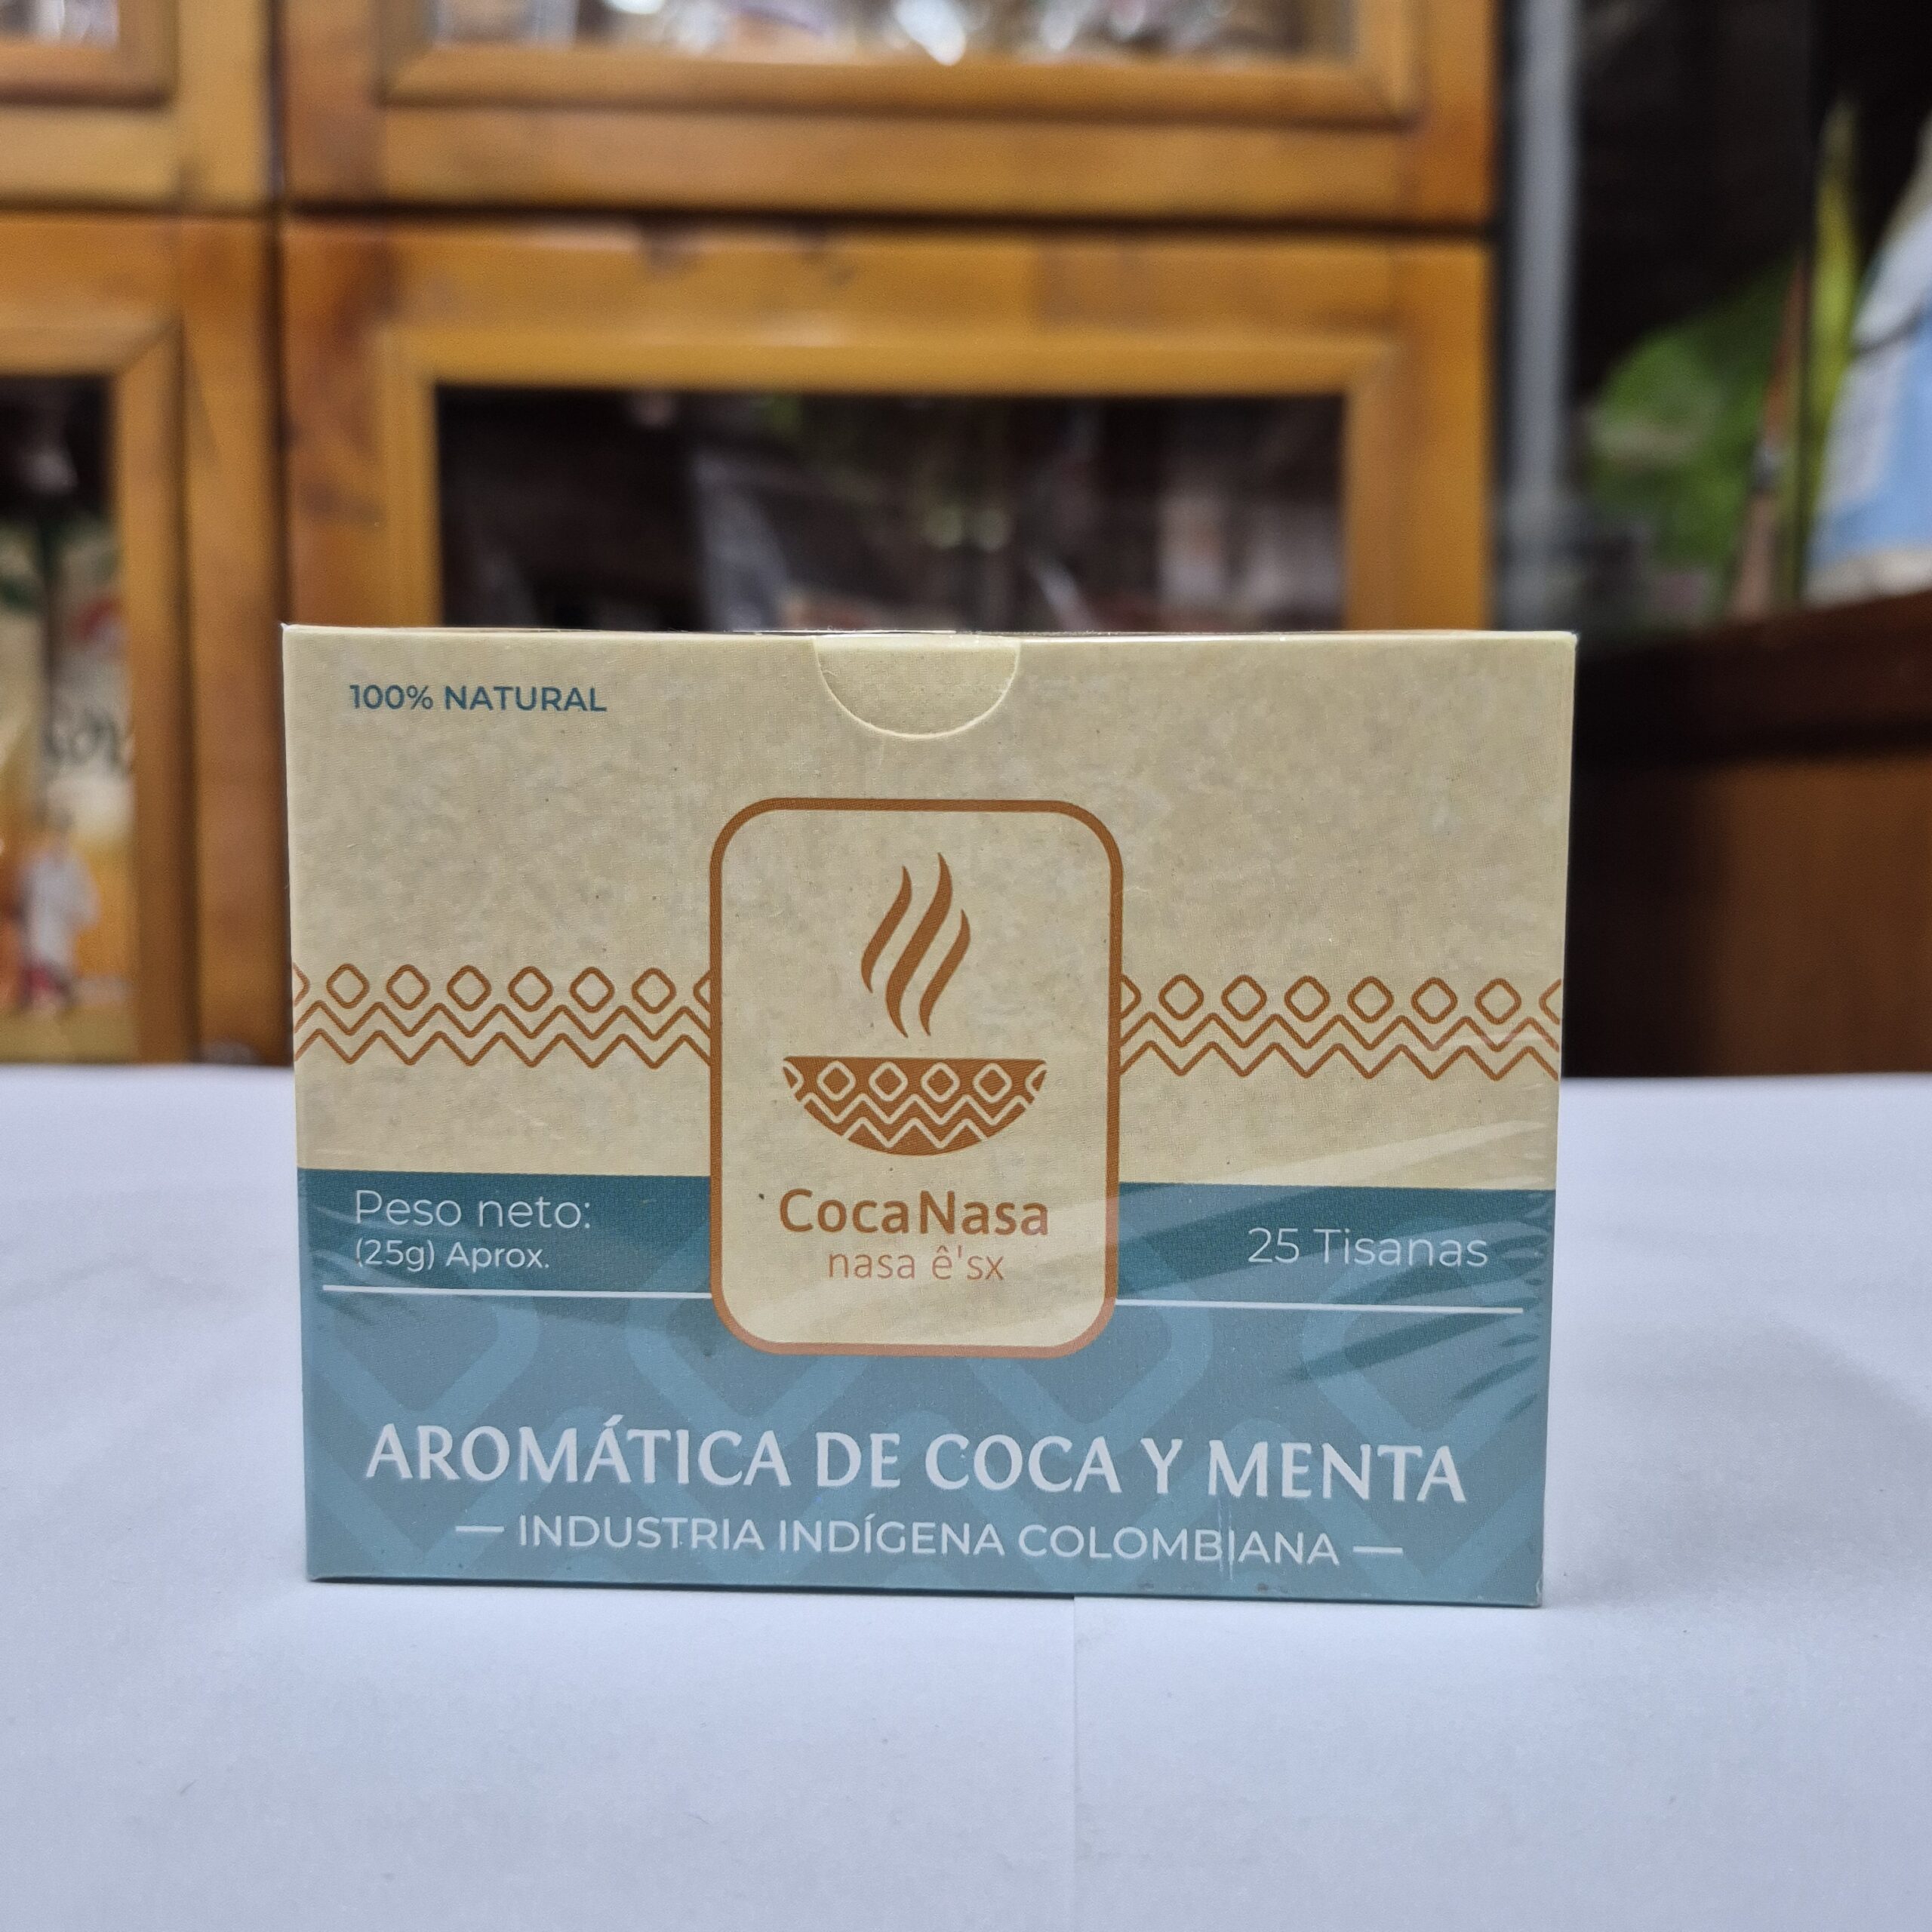 100% NATURAL
CocaNasa
nasa ê'sx
Peso neto:
(25g) Aprox.
25 Tisanas
AROMÁTICA DE COCA Y MENTA
— INDUSTRIA INDÍGENA COLOMBIANA —